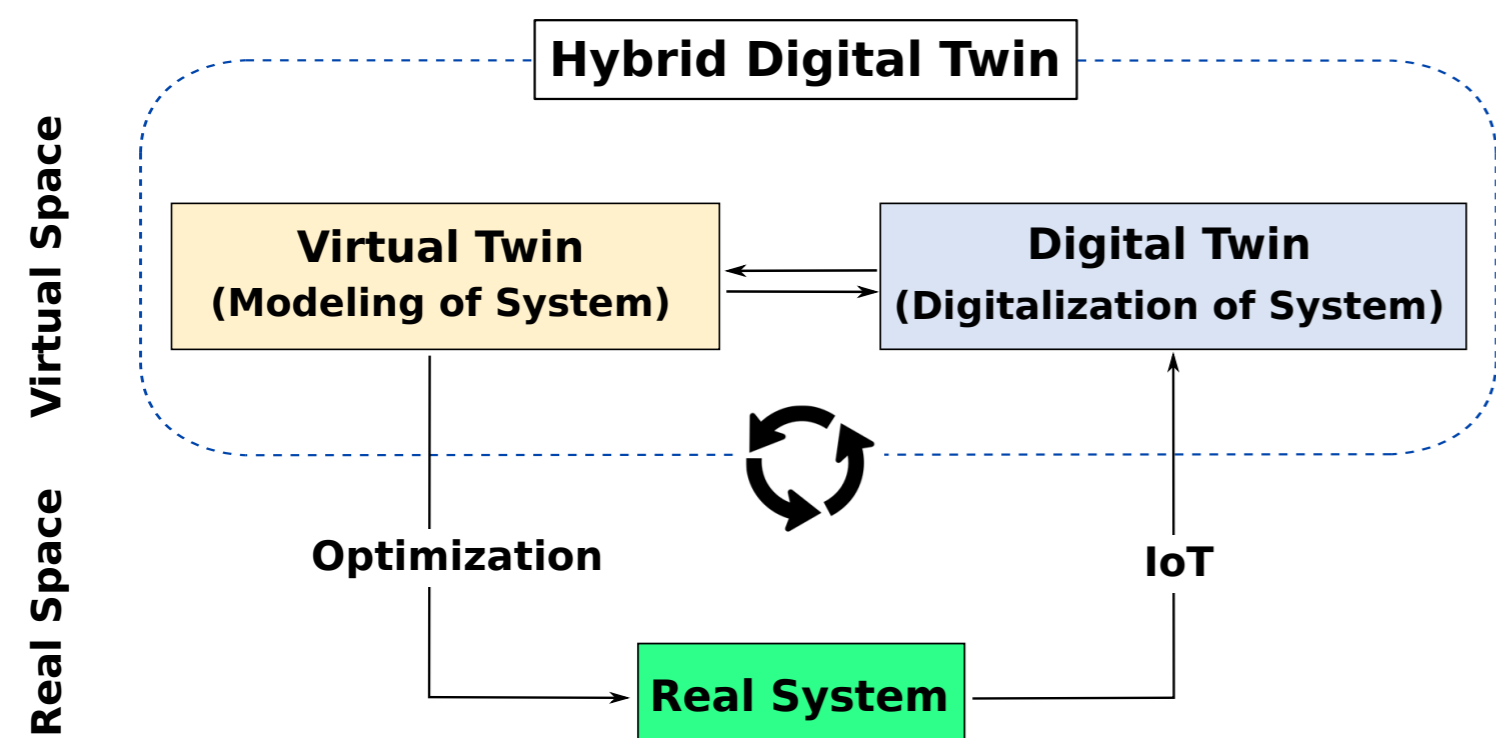 Hybrid Digital Twin
Virtual Space
Virtual Twin
(Modeling of System)
Digital Twin
(Digitalization of System)
Real Space
Optimization
IoT
Real System